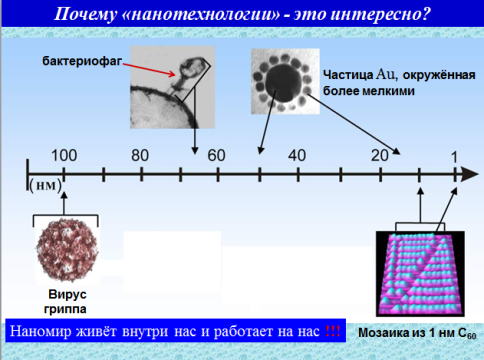 Почему «нанотехнологии» - это интересно?
бактериофаг
Частица Au, окружённая
более мелкими
100 80 60 40 20 1
(нм)
Вирус
гриппа
Наномир живёт внутри нас и работает на нас !!!
Мозаика из 1 нм C60